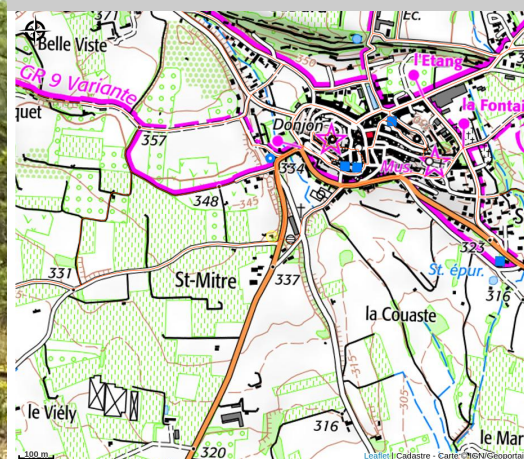 Ec.
Belle Viste
l'Etang
GR 9 Variante
la Fontai
quet
Donjon
357
Mus.
334
348
345
323
331
St-Mitre
337
St. épur.
316
la Couaste
315
305
le Viély
316
le Mar
320
100 m
Leaflet | Cadastre - Carte © IGN/Geoportai